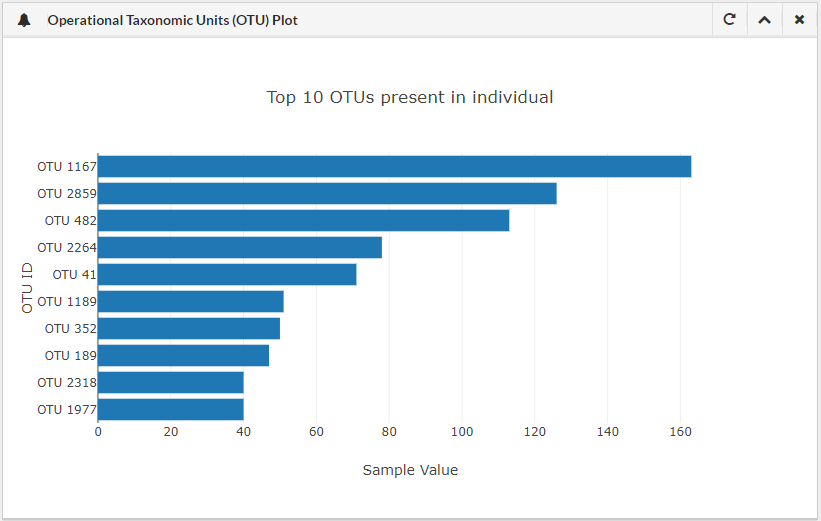 Operational Taxonomic Units (OTU) Plot
Top 10 OTUs present in individual
OTU ID
OTU 1167
OTU 2859
OTU 482
OTU 2264
OTU 41
OTU 1189
OTU 352
OTU 189
OTU 2318
OTU 1977
0 20 40 60 80 100 120 140 160
Sample Value